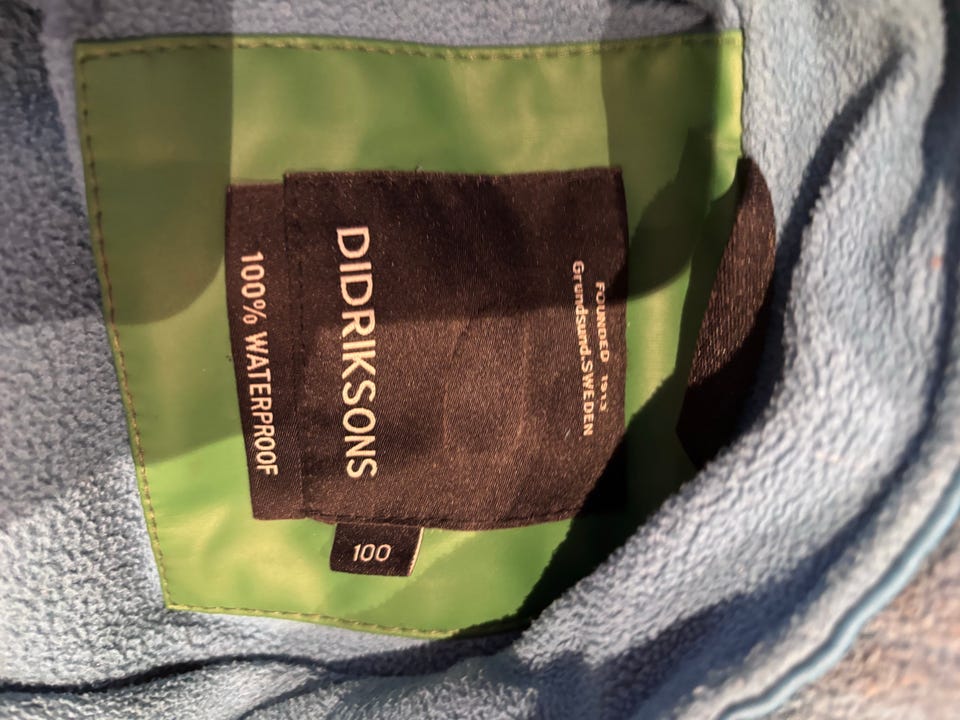 FOUNDED 1913
Grundsund.SWEDEN
DIDRIKSONS
100% WATERPROOF
100